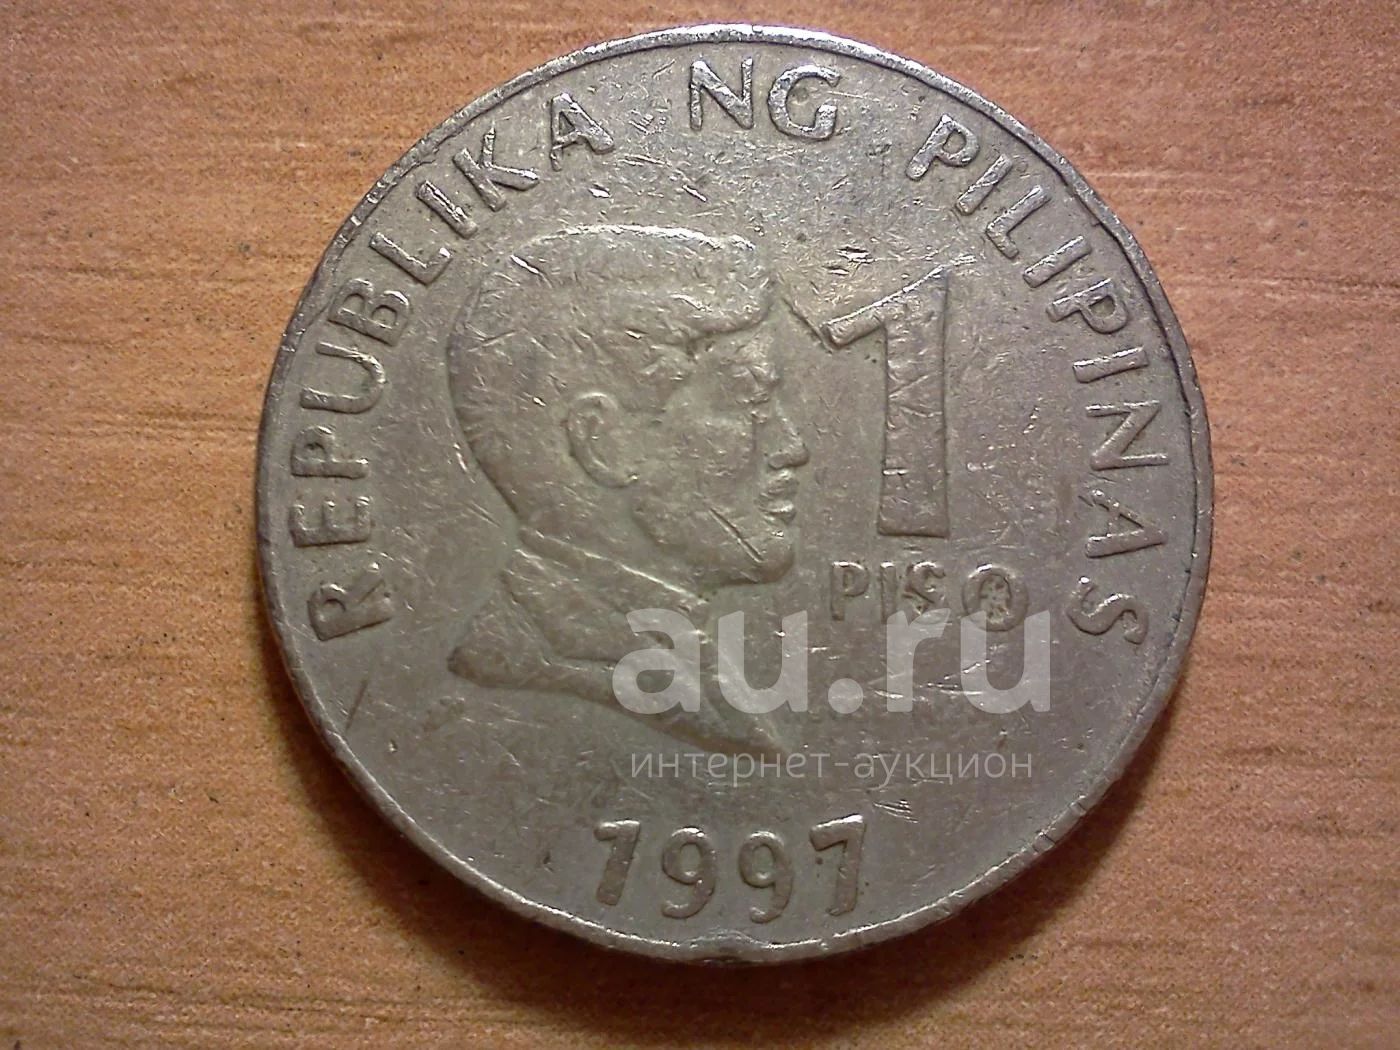 REPUBLIKA NG PILIPINAS
1
PISO
au.ru
интернет-аукцион
1997